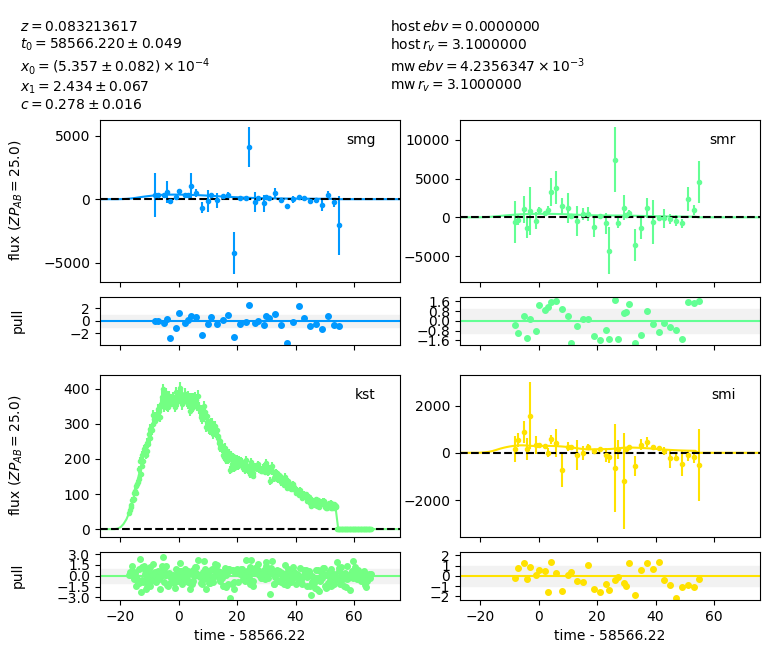 z = 0.083213617
t₀ = 58566.220 ± 0.049
x₀ = (5.357 ± 0.082) × 10⁻⁴
x₁ = 2.434 ± 0.067
c = 0.278 ± 0.016
host ebv = 0.0000000
host r_v = 3.1000000
mw ebv = 4.2356347 × 10⁻³
mw r_v = 3.1000000
flux (ZP_AB = 25.0)
5000
0
−5000
smg
10000
5000
0
−5000
smr
pull
2
0
−2
1.6
0.8
0.0
−0.8
−1.6
flux (ZP_AB = 25.0)
400
300
200
100
0
kst
2000
0
−2000
smi
pull
3.0
1.5
0.0
−1.5
−3.0
2
1
0
−1
−2
−20 0 20 40 60
−20 0 20 40 60
time - 58566.22
time - 58566.22